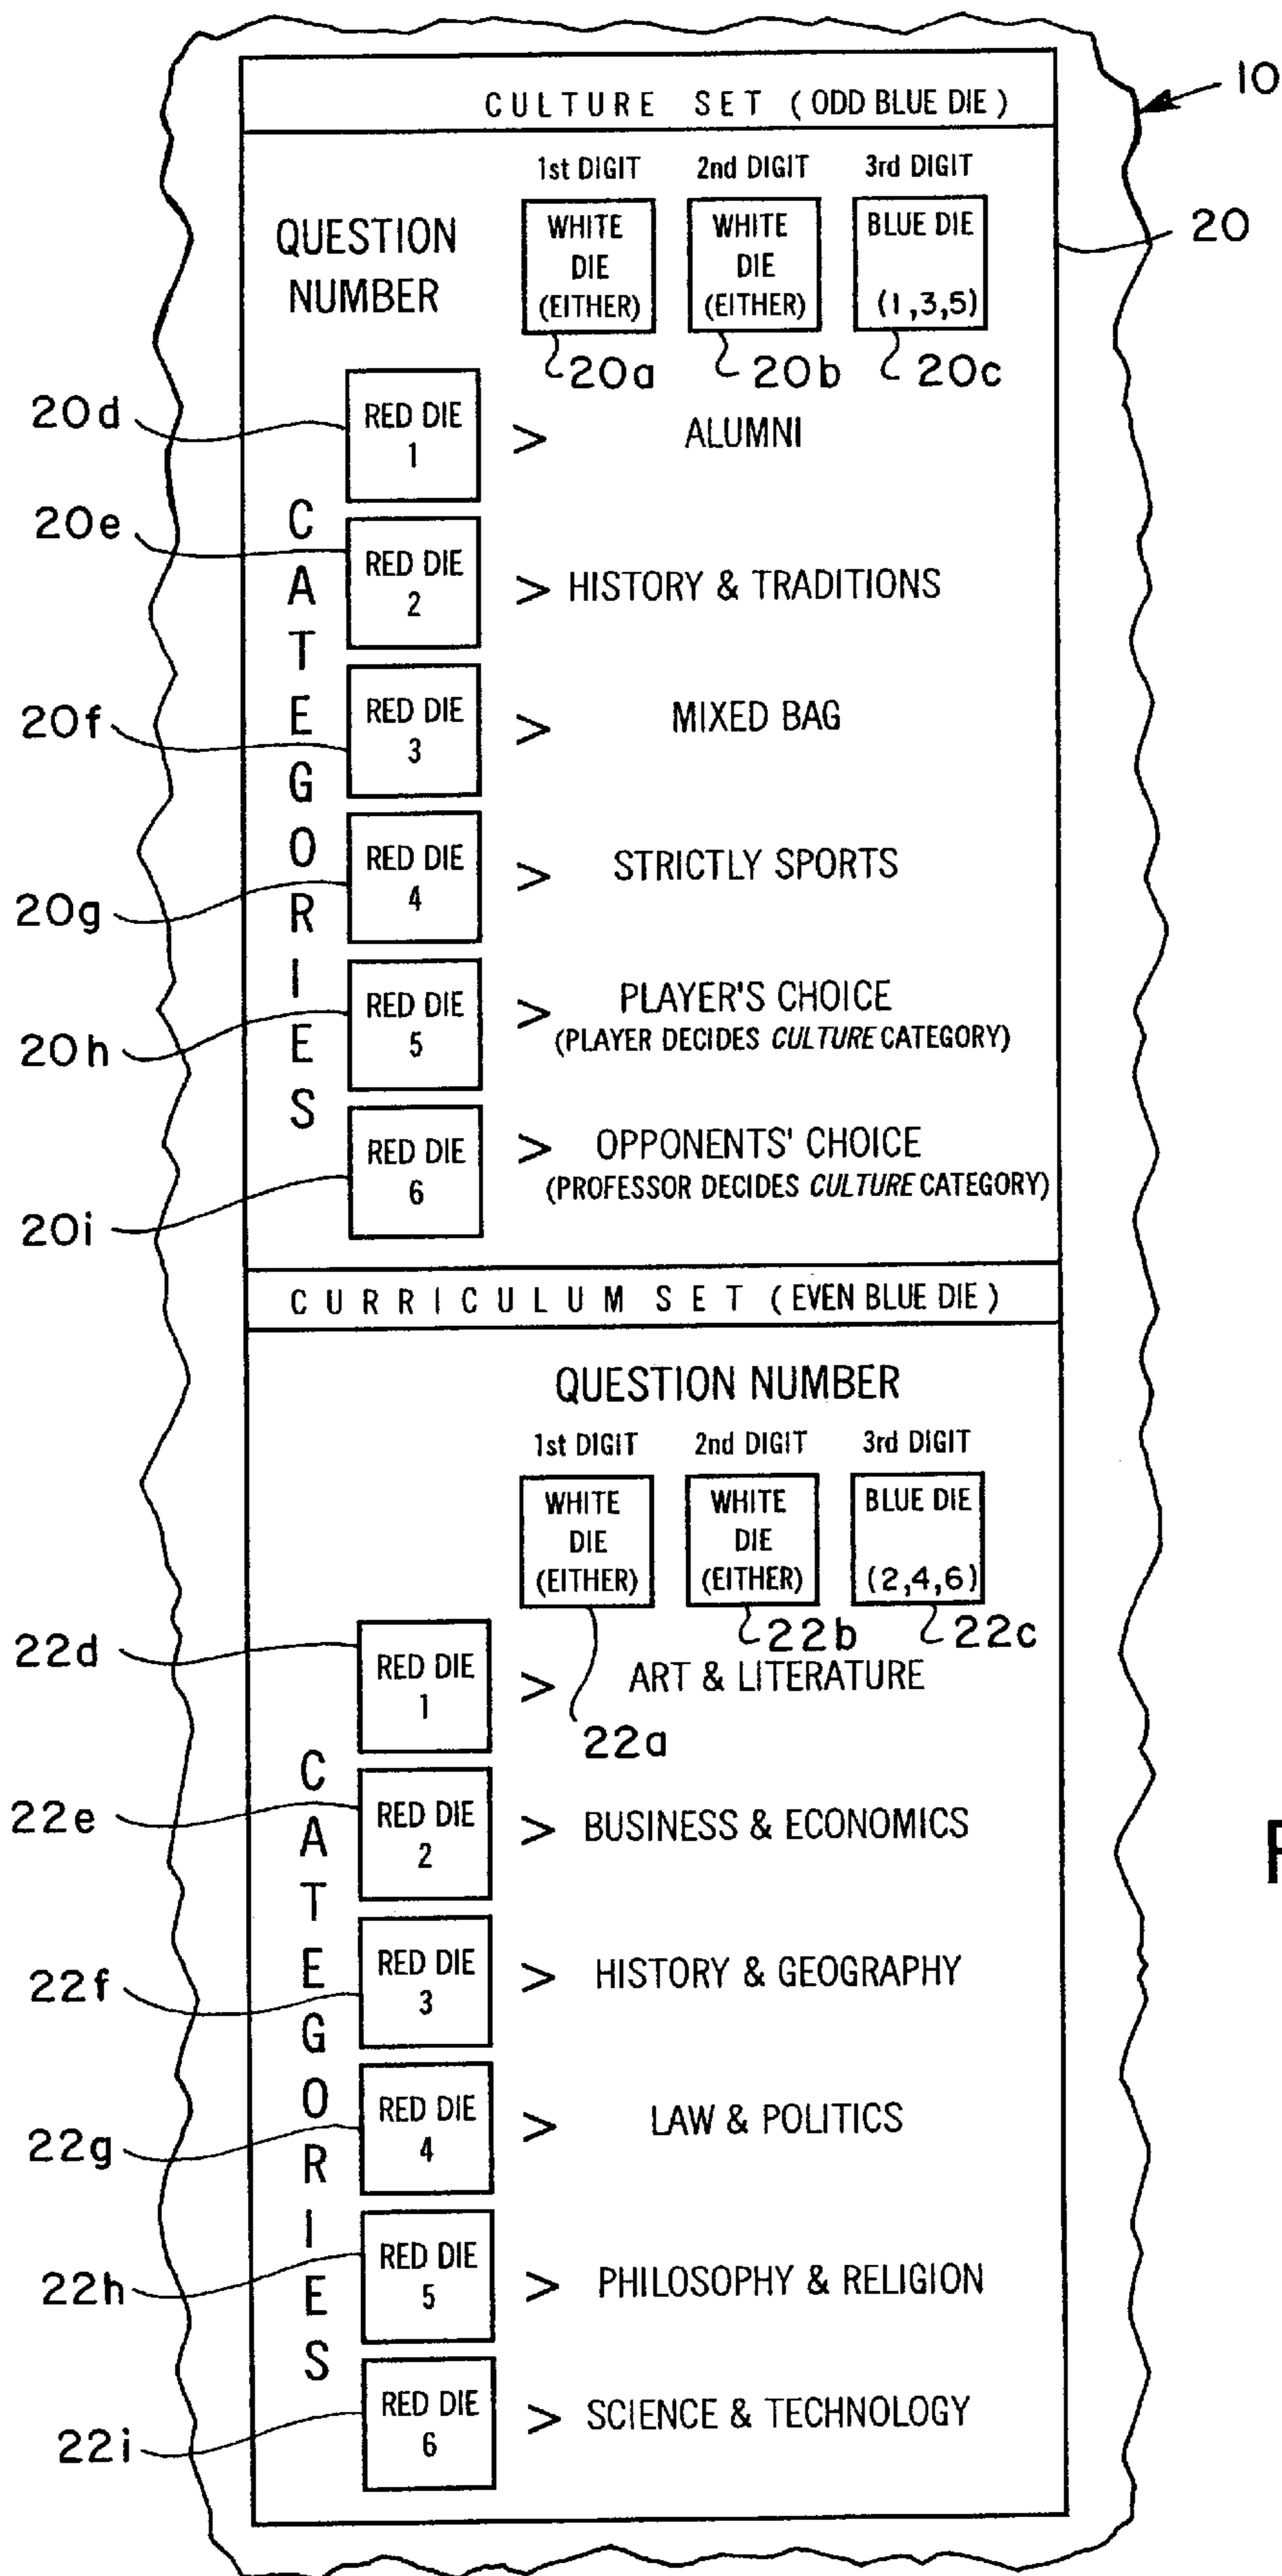 CULTURE SET (ODD BLUE DIE)
10
1st DIGIT 2nd DIGIT 3rd DIGIT
QUESTION
NUMBER
WHITE
DIE
(EITHER)
WHITE
DIE
(EITHER)
BLUE DIE
(1,3,5)
20
20a 20b 20c
20d
RED DIE
1
> ALUMNI
CATEGORIES
20e
RED DIE
2
> HISTORY & TRADITIONS
20f
RED DIE
3
> MIXED BAG
20g
RED DIE
4
> STRICTLY SPORTS
20h
RED DIE
5
> PLAYER'S CHOICE
(PLAYER DECIDES CULTURE CATEGORY)
20i
RED DIE
6
> OPPONENTS' CHOICE
(PROFESSOR DECIDES CULTURE CATEGORY)
CURRICULUM SET (EVEN BLUE DIE)
QUESTION NUMBER
1st DIGIT 2nd DIGIT 3rd DIGIT
WHITE
DIE
(EITHER)
WHITE
DIE
(EITHER)
BLUE DIE
(2,4,6)
22a 22b 22c
22d
RED DIE
1
> ART & LITERATURE
CATEGORIES
22e
RED DIE
2
> BUSINESS & ECONOMICS
22f
RED DIE
3
> HISTORY & GEOGRAPHY
22g
RED DIE
4
> LAW & POLITICS
22h
RED DIE
5
> PHILOSOPHY & RELIGION
22i
RED DIE
6
> SCIENCE & TECHNOLOGY